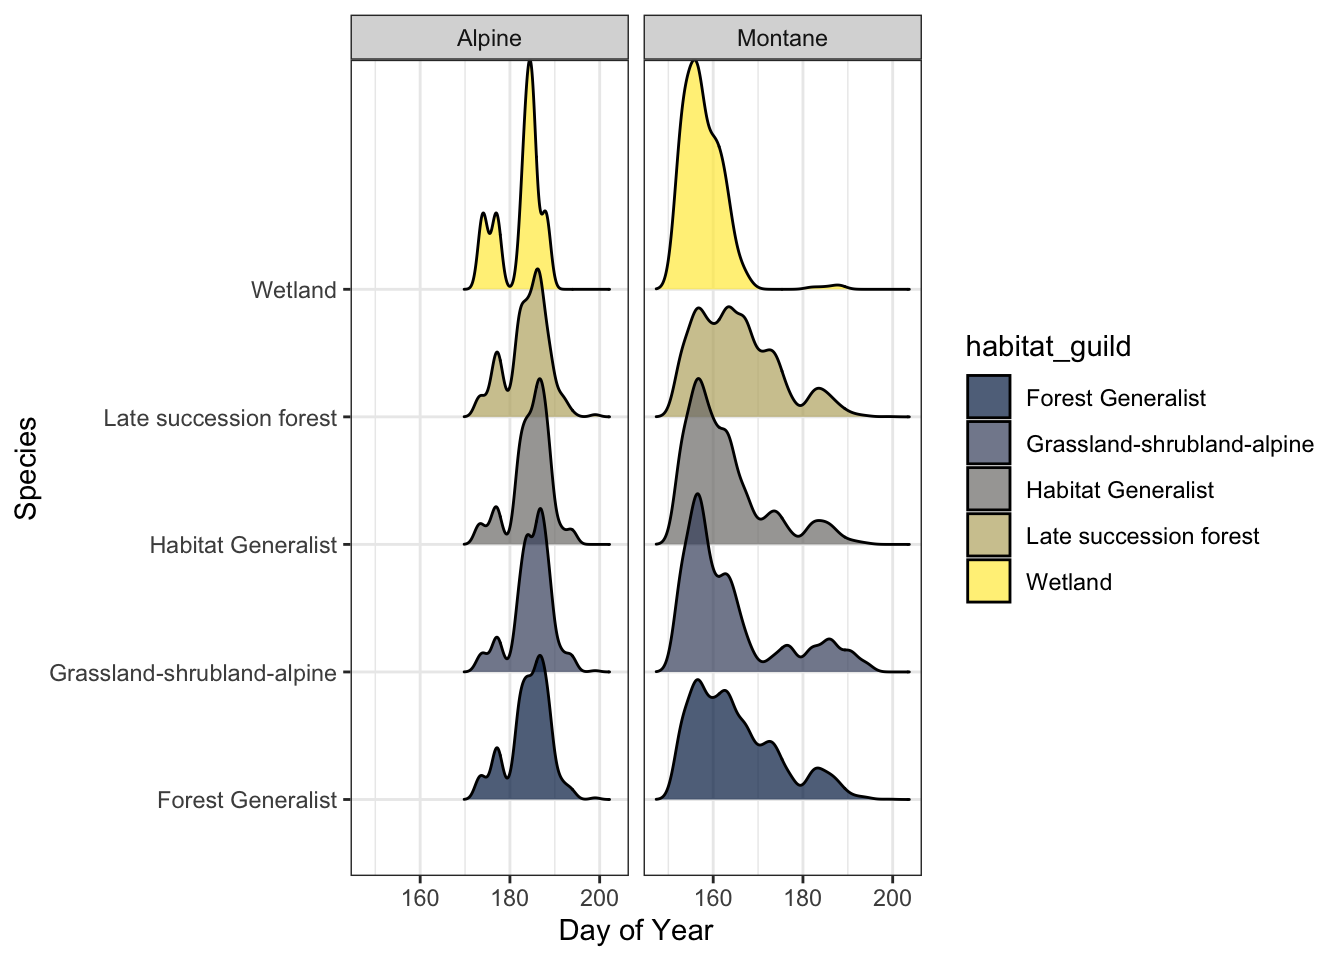 Alpine
Montane
Species
Wetland
Late succession forest
Habitat Generalist
Grassland-shrubland-alpine
Forest Generalist
160 180 200
160 180 200
Day of Year
habitat_guild
Forest Generalist
Grassland-shrubland-alpine
Habitat Generalist
Late succession forest
Wetland